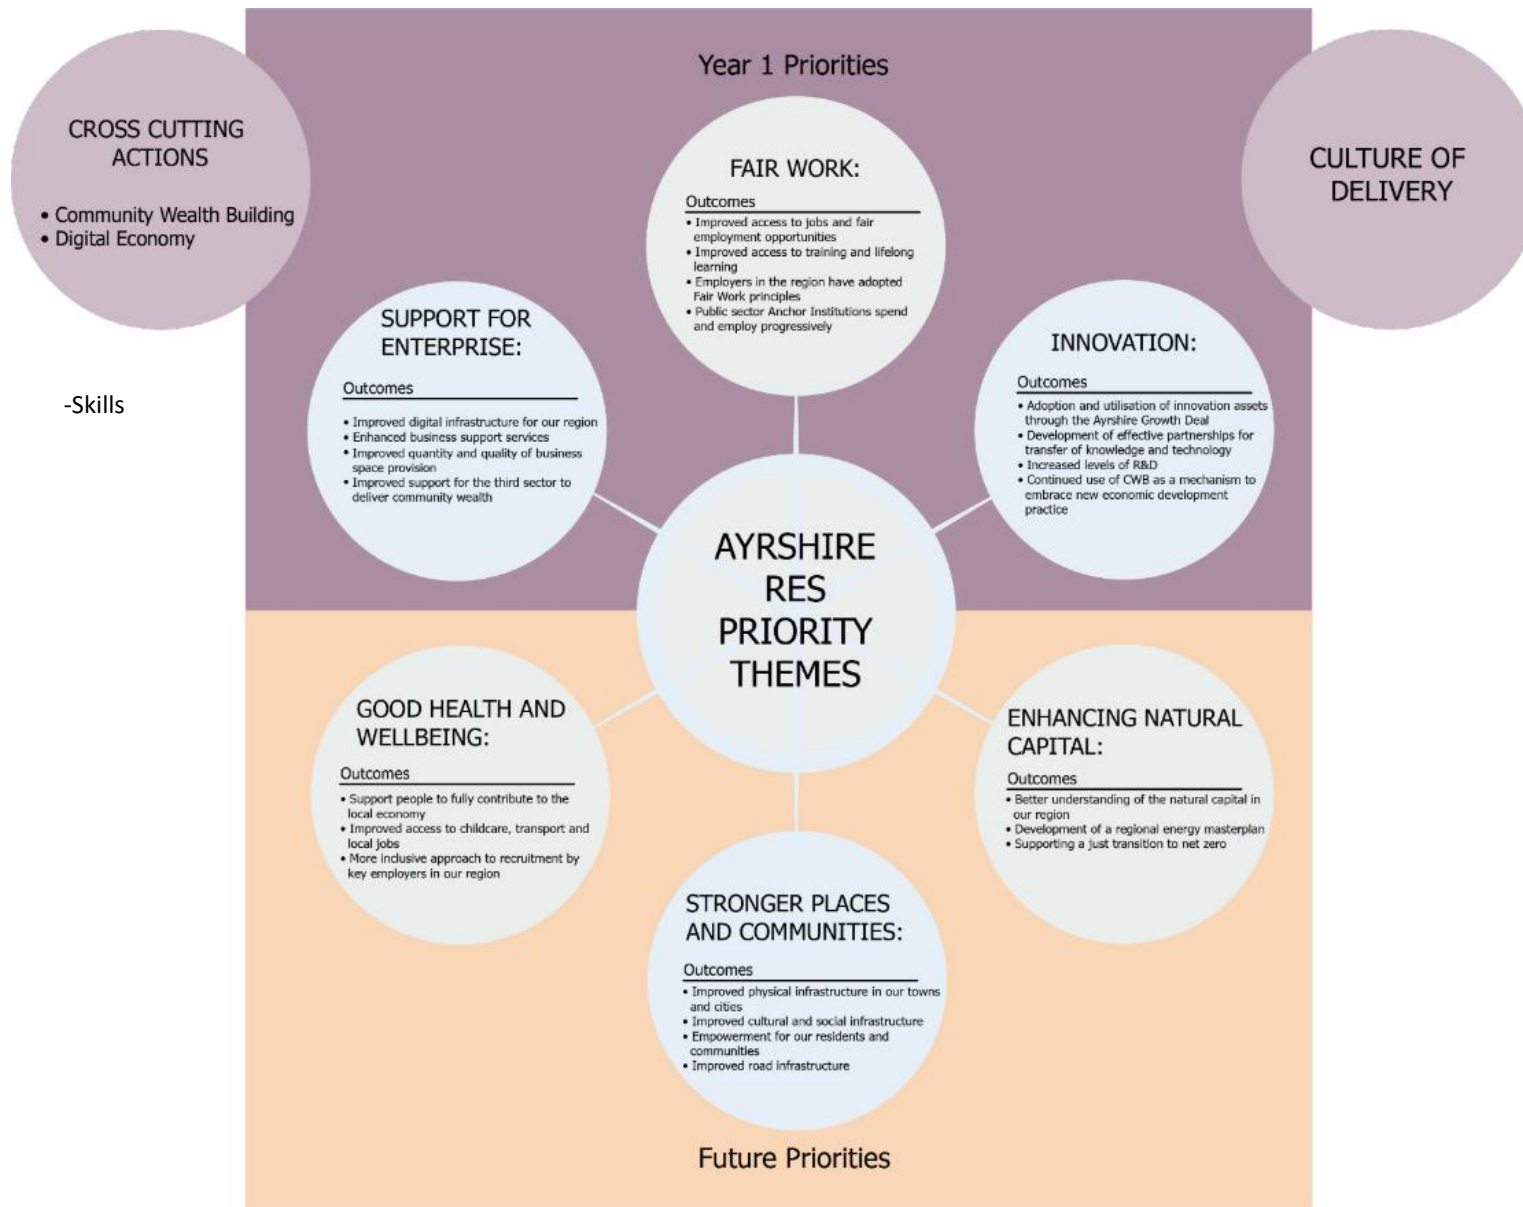 Year 1 Priorities
CROSS CUTTING
ACTIONS
• Community Wealth Building
• Digital Economy
-Skills
CULTURE OF
DELIVERY
FAIR WORK:
Outcomes
• Improved access to jobs and fair
employment opportunities
• Improved access to training and lifelong
learning
• Employers in the region have adopted
Fair Work principles
• Public sector Anchor Institutions spend
and employ progressively
SUPPORT FOR
ENTERPRISE:
Outcomes
• Improved digital infrastructure for our region
• Enhanced business support services
• Improved quantity and quality of business
space provision
• Improved support for the third sector to
deliver community wealth
INNOVATION:
Outcomes
• Adoption and utilisation of innovation assets
through the Ayrshire Growth Deal
• Development of effective partnerships for
transfer of knowledge and technology
• Increased levels of R&D
• Continued use of CWB as a mechanism to
embrace new economic development
practice
AYRSHIRE
RES
PRIORITY
THEMES
GOOD HEALTH AND
WELLBEING:
Outcomes
• Support people to fully contribute to the
local economy
• Improved access to childcare, transport and
local jobs
• More inclusive approach to recruitment by
key employers in our region
ENHANCING NATURAL
CAPITAL:
Outcomes
• Better understanding of the natural capital in
our region
• Development of a regional energy masterplan
• Supporting a just transition to net zero
STRONGER PLACES
AND COMMUNITIES:
Outcomes
• Improved physical infrastructure in our towns
and cities
• Improved cultural and social infrastructure
• Empowerment for our residents and
communities
• Improved road infrastructure
Future Priorities